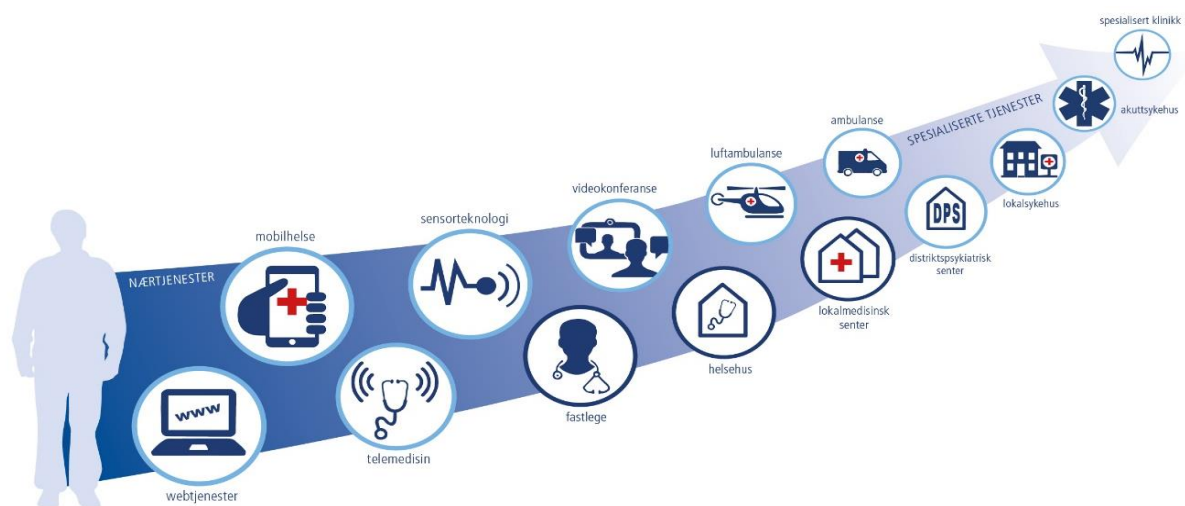 spesialisert klinikk
akuttsykehus
SPESIALISERTE TJENESTER
ambulanse
lokalsykehus
luftambulanse
DPS
distriktspsykiatrisk
senter
videokonferanse
lokalmedisinsk
senter
sensorteknologi
helsehus
mobilhelse
NÆRTJENESTER
fastlege
www
telemedisin
webtjenester